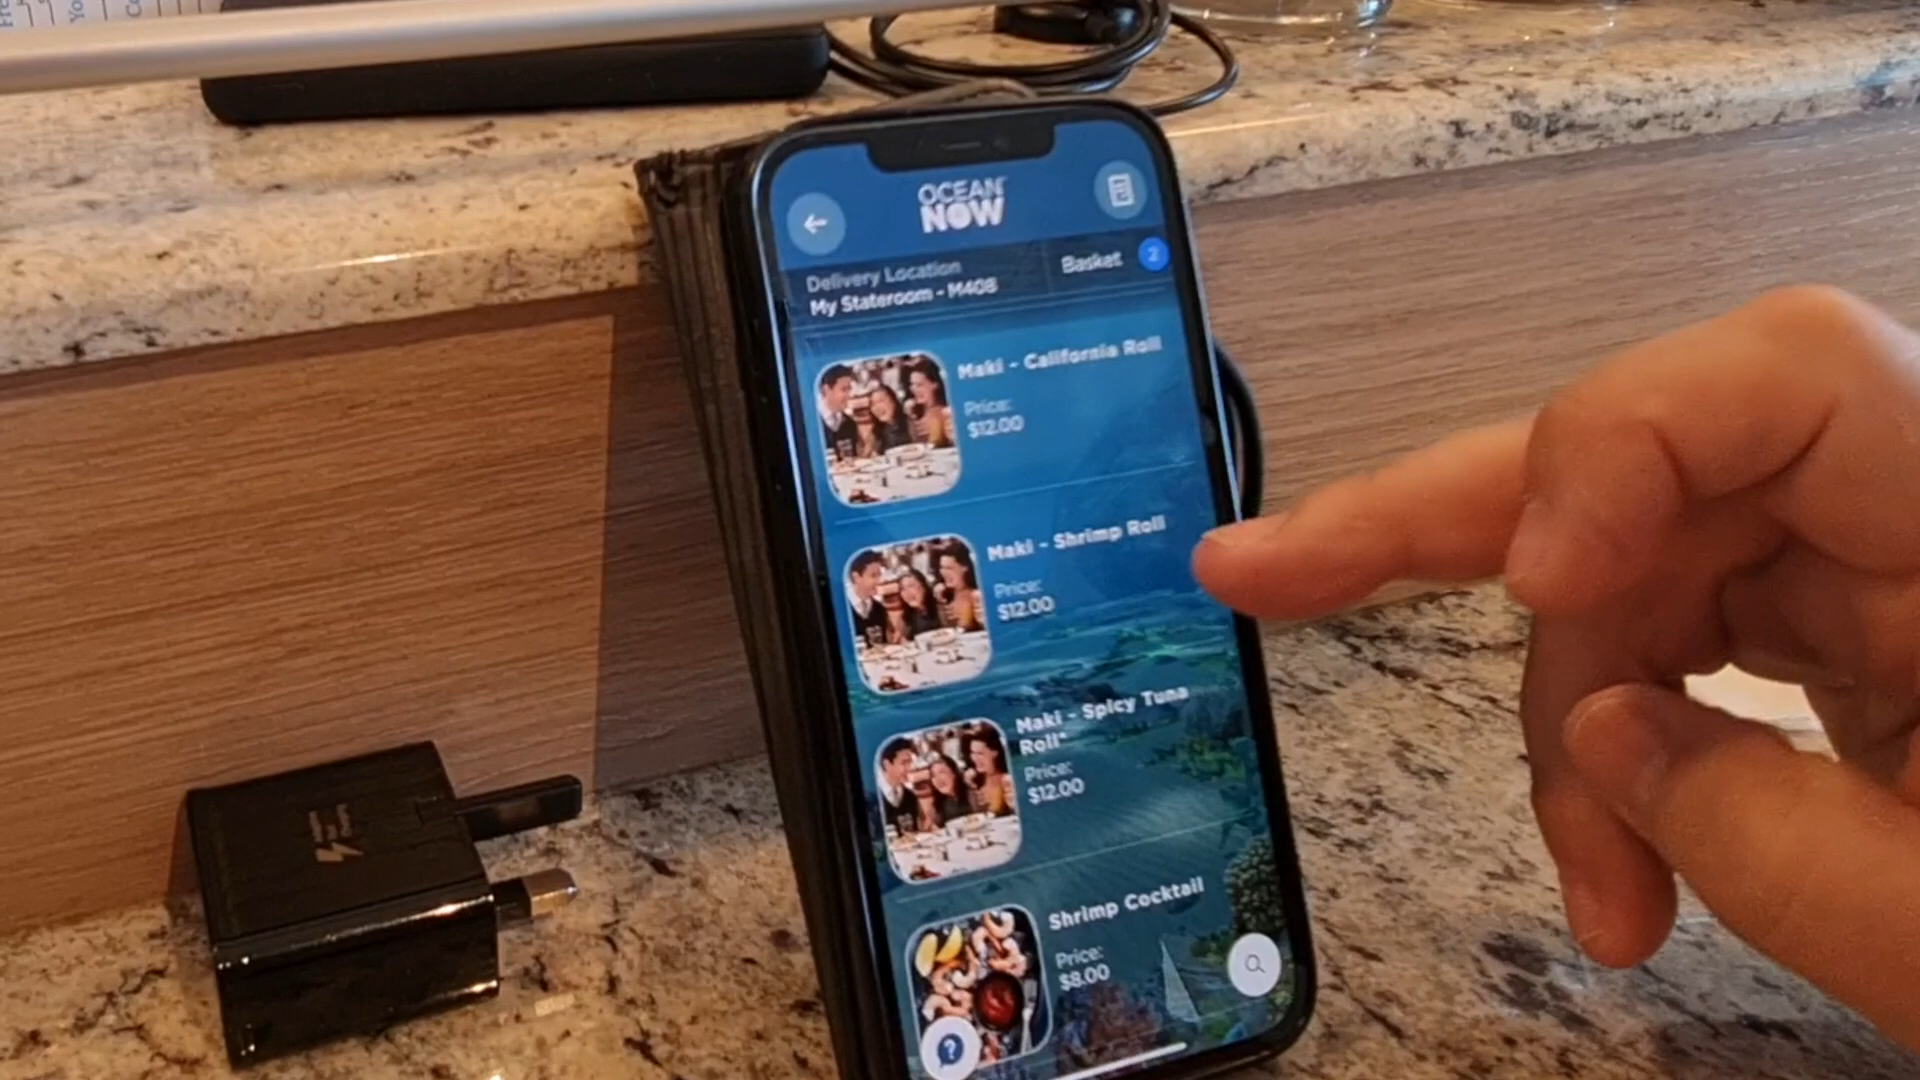 OCEAN
NOW
Delivery Location
My Stateroom - M408
Basket 2
Maki - California Roll
Price:
$12.00
Maki - Shrimp Roll
Price:
$12.00
Maki - Spicy Tuna
Roll*
Price:
$12.00
Shrimp Cocktail
Price:
$8.00
?